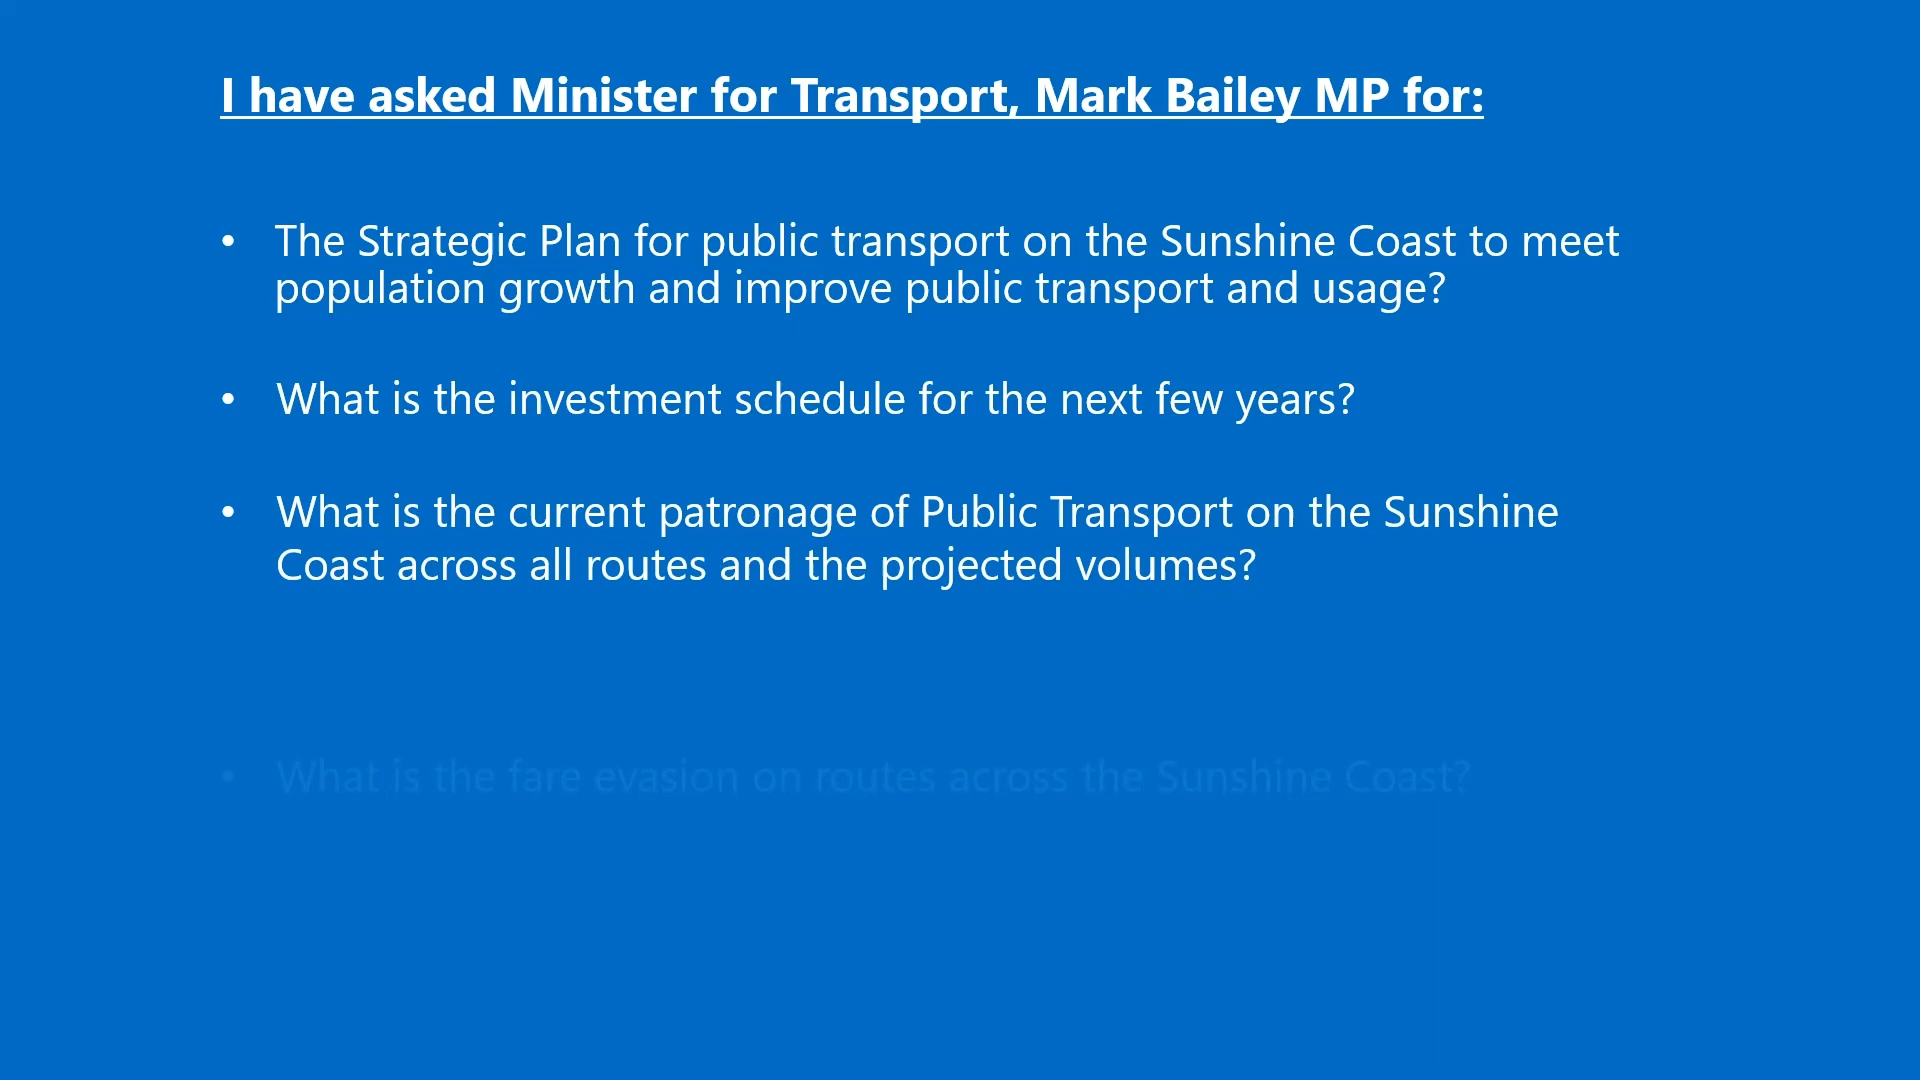 I have asked Minister for Transport, Mark Bailey MP for:
• The Strategic Plan for public transport on the Sunshine Coast to meet
population growth and improve public transport and usage?
• What is the investment schedule for the next few years?
• What is the current patronage of Public Transport on the Sunshine
Coast across all routes and the projected volumes?
• What is the fare evasion on routes across the Sunshine Coast?